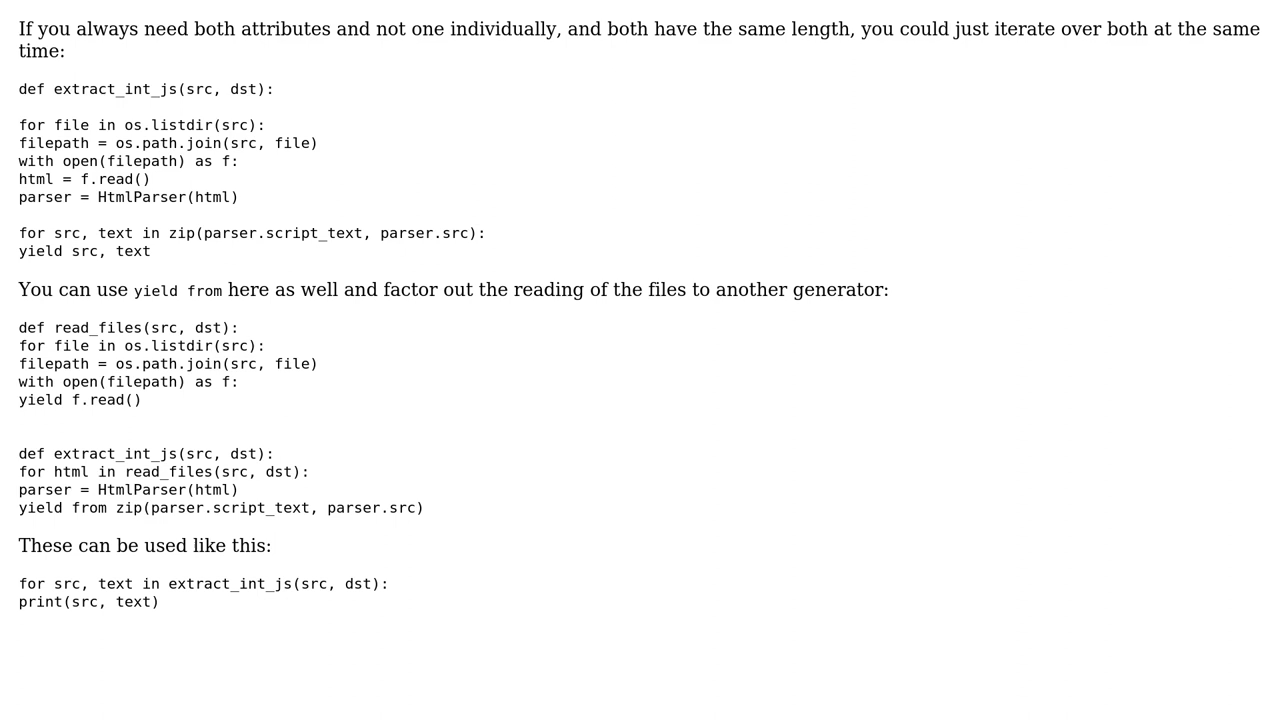 If you always need both attributes and not one individually, and both have the same length, you could just iterate over both at the same
time:
def extract_int_js(src, dst):
for file in os.listdir(src):
filepath = os.path.join(src, file)
with open(filepath) as f:
html = f.read()
parser = HtmlParser(html)
for src, text in zip(parser.script_text, parser.src):
yield src, text
You can use yield from here as well and factor out the reading of the files to another generator:
def read_files(src, dst):
for file in os.listdir(src):
filepath = os.path.join(src, file)
with open(filepath) as f:
yield f.read()
def extract_int_js(src, dst):
for html in read_files(src, dst):
parser = HtmlParser(html)
yield from zip(parser.script_text, parser.src)
These can be used like this:
for src, text in extract_int_js(src, dst):
print(src, text)